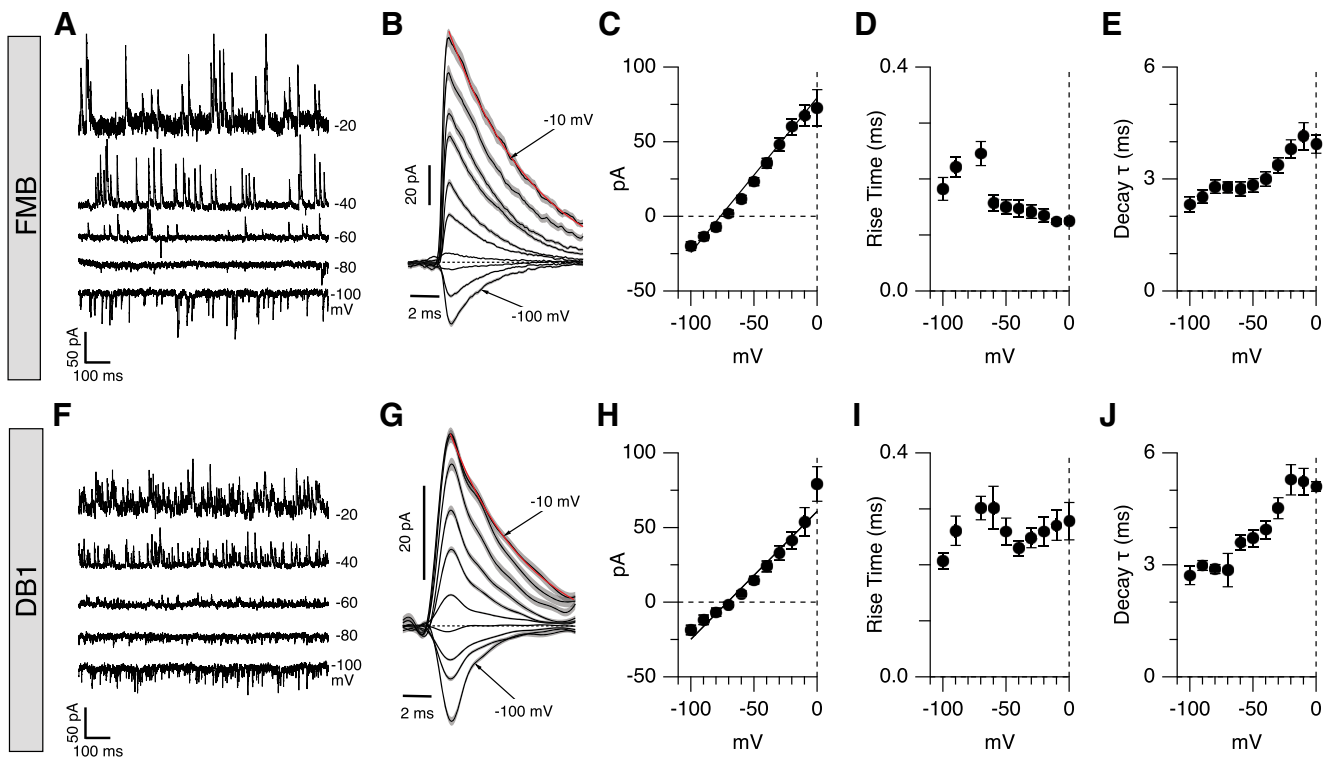 FMB
A
-20
-40
-60
-80
-100
mV
50 pA
100 ms
B
-10 mV
20 pA
2 ms
-100 mV
C
100
50
0
-50
pA
-100
-50
0
mV
D
0.4
0.0
Rise Time (ms)
-100
-50
0
mV
E
6
3
0
Decay τ (ms)
-100
-50
0
mV
DB1
F
-20
-40
-60
-80
-100
mV
50 pA
100 ms
G
-10 mV
20 pA
2 ms
-100 mV
H
100
50
0
-50
pA
-100
-50
0
mV
I
0.4
0.0
Rise Time (ms)
-100
-50
0
mV
J
6
3
0
Decay τ (ms)
-100
-50
0
mV